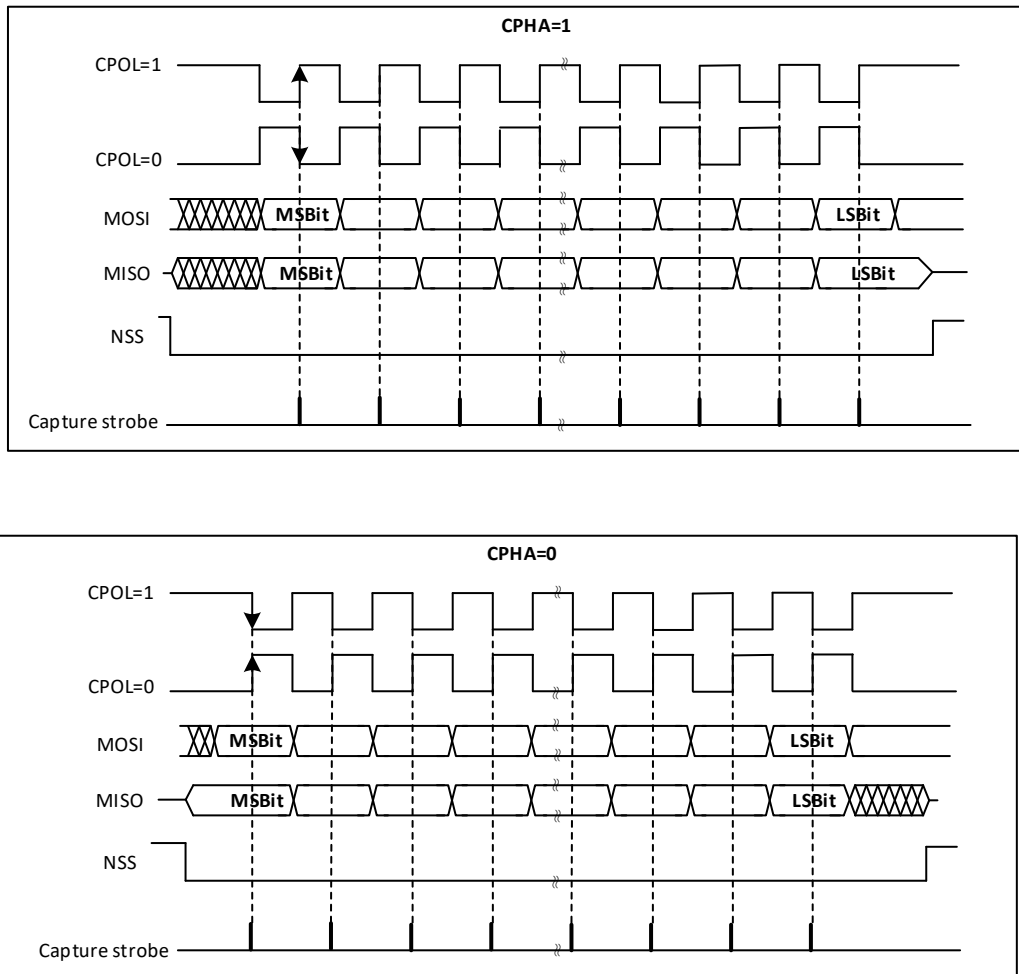 CPHA=1
CPOL=1
CPOL=0
MOSI MSBit LSBit
MISO MSBit LSBit
NSS
Capture strobe
CPHA=0
CPOL=1
CPOL=0
MOSI MSBit LSBit
MISO MSBit LSBit
NSS
Capture strobe